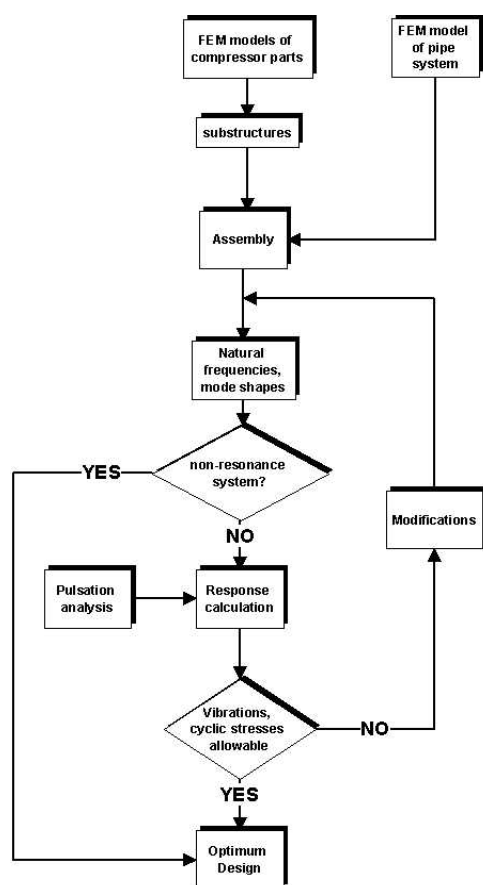 FEM models of
compressor parts
FEM model
of pipe
system
substructures
Assembly
Natural
frequencies,
mode shapes
non-resonance
system?
YES
NO
Modifications
Pulsation
analysis
Response
calculation
Vibrations,
cyclic stresses
allowable
NO
YES
Optimum
Design